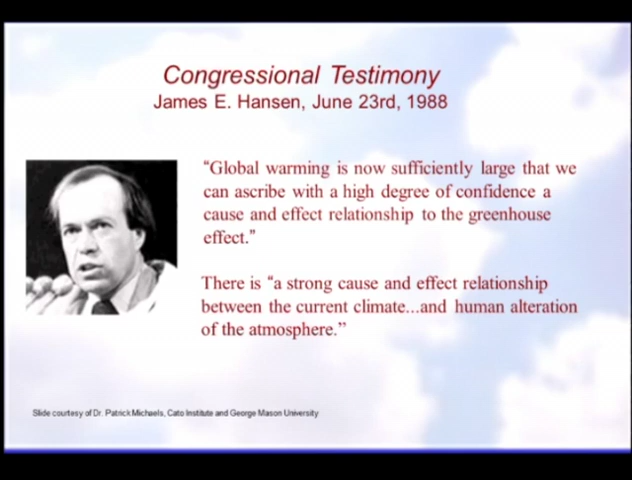 Congressional Testimony
James E. Hansen, June 23rd, 1988
“Global warming is now sufficiently large that we
can ascribe with a high degree of confidence a
cause and effect relationship to the greenhouse
effect.”
There is “a strong cause and effect relationship
between the current climate...and human alteration
of the atmosphere.”
Slide courtesy of Dr. Patrick Michaels, Cato Institute and George Mason University